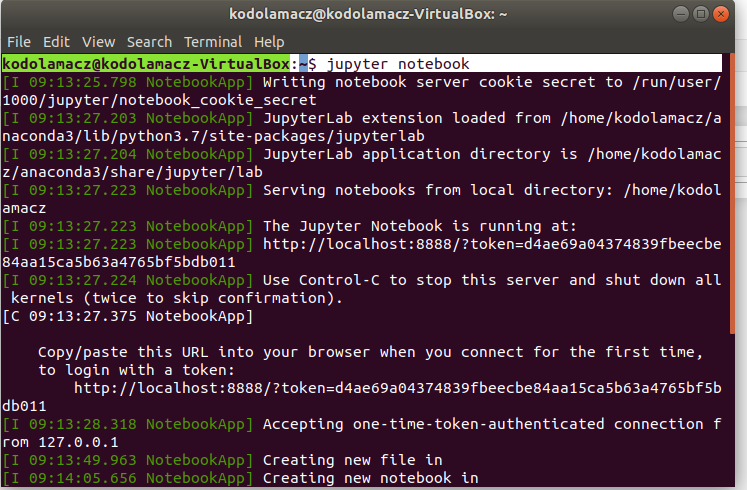 kodolamacz@kodolamacz-VirtualBox: ~
File Edit View Search Terminal Help
kodolamacz@kodolamacz-VirtualBox:~$ jupyter notebook
[I 09:13:25.798 NotebookApp] Writing notebook server cookie secret to /run/user/
1000/jupyter/notebook_cookie_secret
[I 09:13:27.203 NotebookApp] JupyterLab extension loaded from /home/kodolamacz/a
naconda3/lib/python3.7/site-packages/jupyterlab
[I 09:13:27.204 NotebookApp] JupyterLab application directory is /home/kodolamac
z/anaconda3/share/jupyter/lab
[I 09:13:27.223 NotebookApp] Serving notebooks from local directory: /home/kodol
amacz
[I 09:13:27.223 NotebookApp] The Jupyter Notebook is running at:
[I 09:13:27.223 NotebookApp] http://localhost:8888/?token=d4ae69a04374839fbeecbe
84aa15ca5b63a4765bf5bdb011
[I 09:13:27.224 NotebookApp] Use Control-C to stop this server and shut down all
 kernels (twice to skip confirmation).
[C 09:13:27.375 NotebookApp]
    Copy/paste this URL into your browser when you connect for the first time,
    to login with a token:
        http://localhost:8888/?token=d4ae69a04374839fbeecbe84aa15ca5b63a4765bf5b
db011
[I 09:13:28.318 NotebookApp] Accepting one-time-token-authenticated connection f
rom 127.0.0.1
[I 09:13:49.963 NotebookApp] Creating new file in
[I 09:14:05.656 NotebookApp] Creating new notebook in